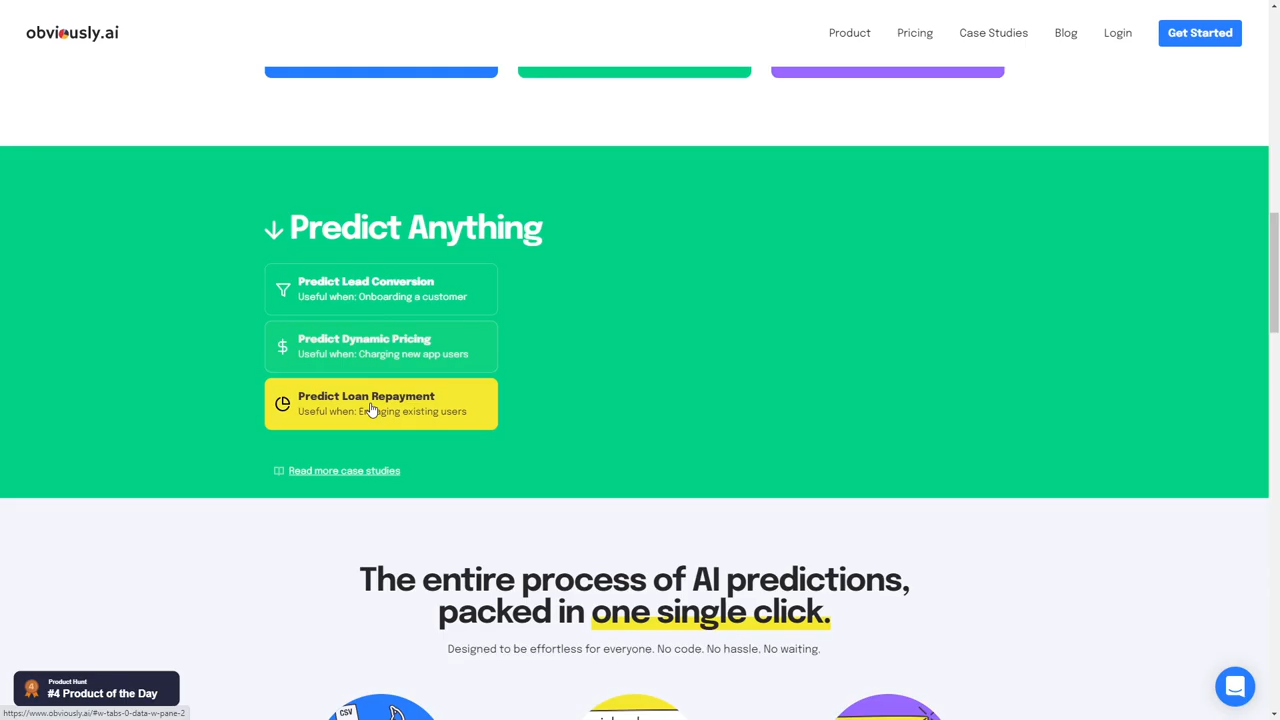 obviously.ai
Product
Pricing
Case Studies
Blog
Login
Get Started
Predict Anything
Predict Lead Conversion
Useful when: Onboarding a customer
Predict Dynamic Pricing
Useful when: Charging new app users
Predict Loan Repayment
Useful when: Engaging existing users
Read more case studies
The entire process of AI predictions,
packed in one single click.
Designed to be effortless for everyone. No code. No hassle. No waiting.
CSV
4
Product Hunt
#4 Product of the Day
https://www.obviously.ai/#w-tabs-0-data-w-pane-2